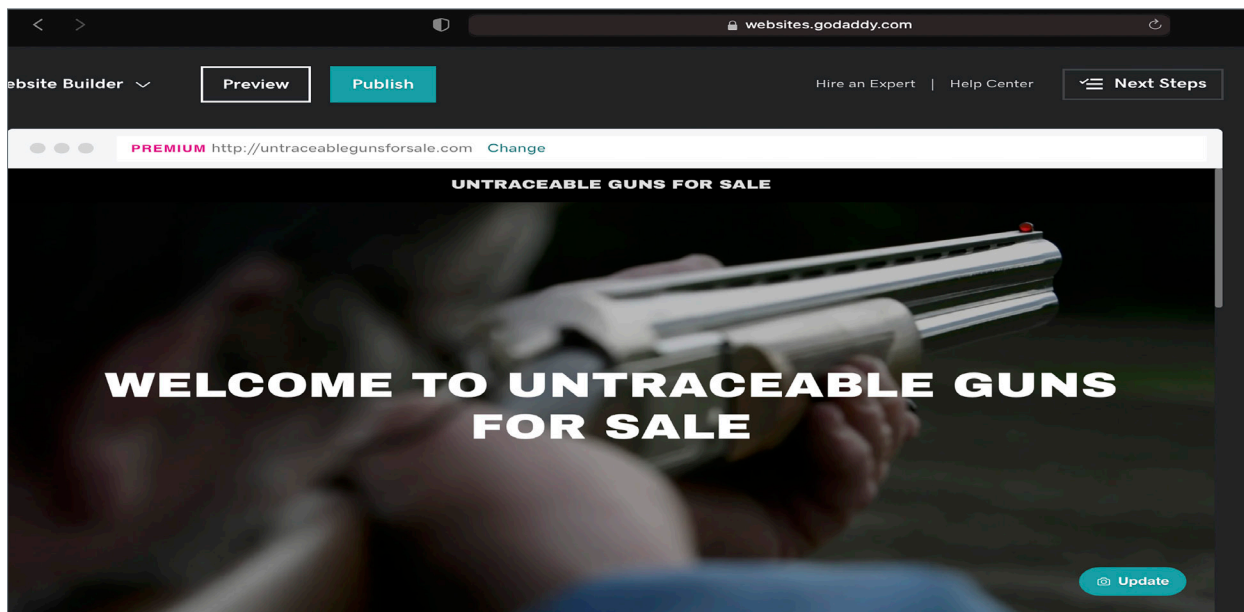 websites.godaddy.com
ebsite Builder
Preview
Publish
Hire an Expert | Help Center
Next Steps
PREMIUM http://untraceablegunsforsale.com Change
UNTRACEABLE GUNS FOR SALE
WELCOME TO UNTRACEABLE GUNS
FOR SALE
Update